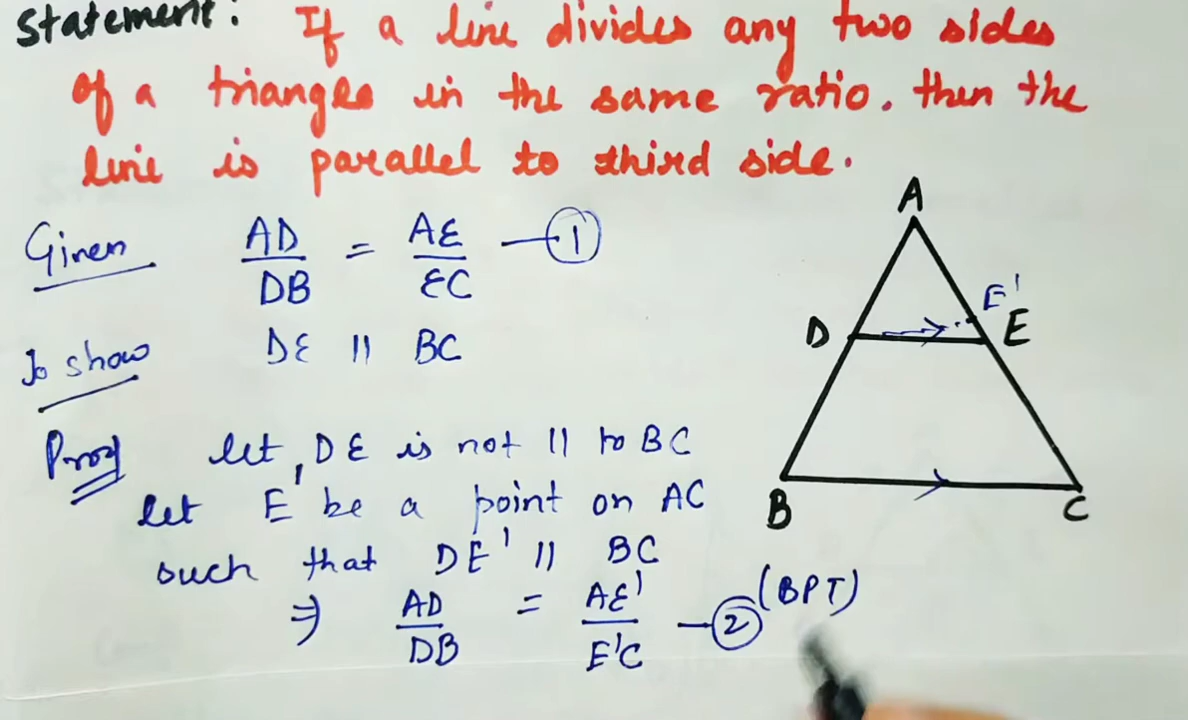 Statement: If a line divides any two sides
of a triangles in the same ratio. then the
line is parallel to third side.
Given AD/DB = AE/EC —①
To show DE || BC
Proof let, DE is not || to BC
let E' be a point on AC
such that DE' || BC
⇒ AD/DB = AE'/E'C —② (BPT)
A
E'
D E
B C